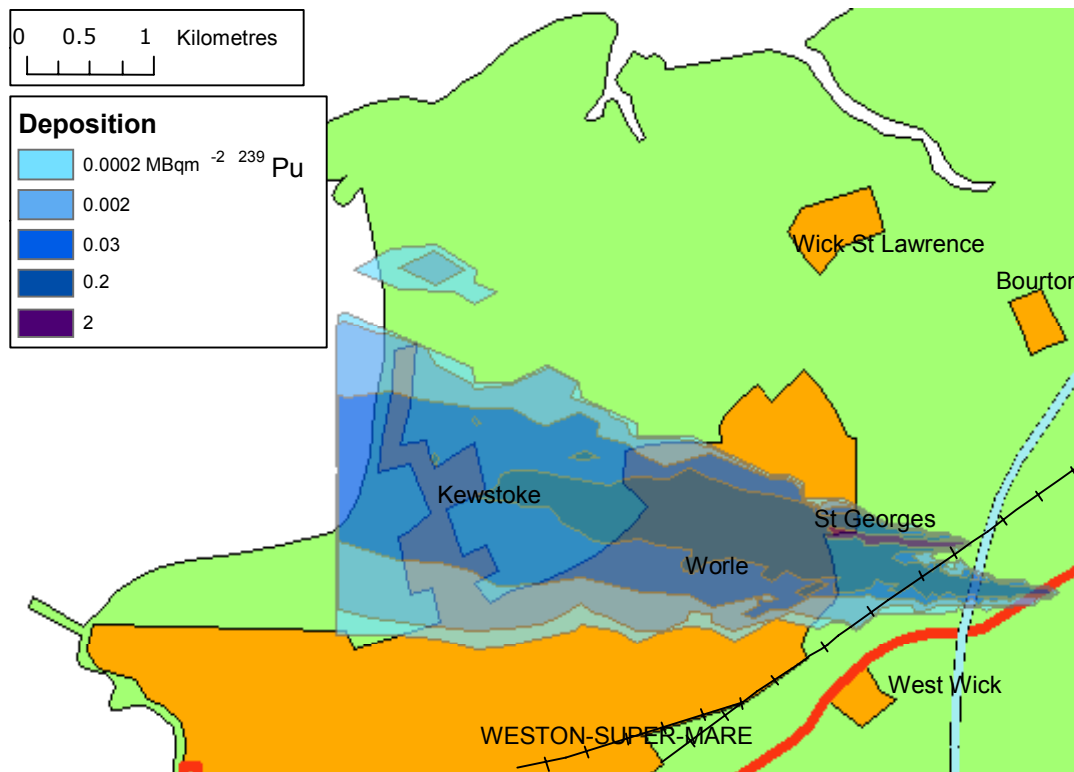 0 0.5 1 Kilometres
Deposition
0.0002 MBqm -2 239 Pu
0.002
0.03
0.2
2
Wick St Lawrence
Bourton
Kewstoke
St Georges
Worle
West Wick
WESTON-SUPER-MARE